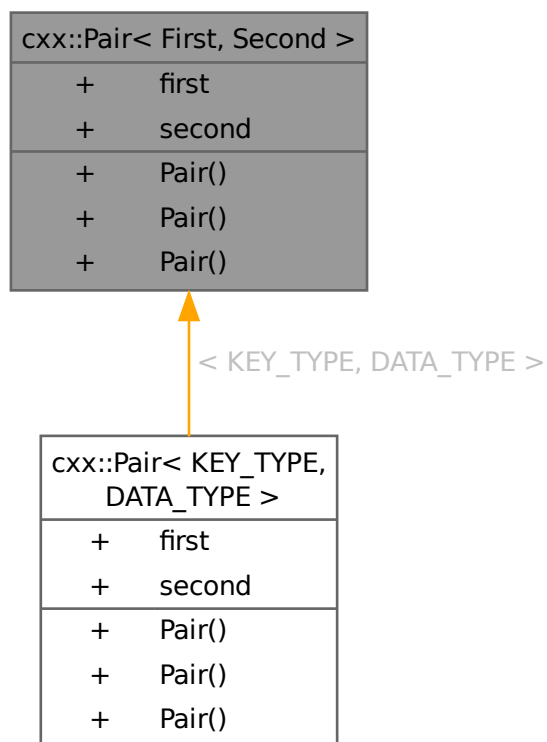 cxx::Pair< First, Second >
+ first
+ second
+ Pair()
+ Pair()
+ Pair()
< KEY_TYPE, DATA_TYPE >
cxx::Pair< KEY_TYPE,
DATA_TYPE >
+ first
+ second
+ Pair()
+ Pair()
+ Pair()